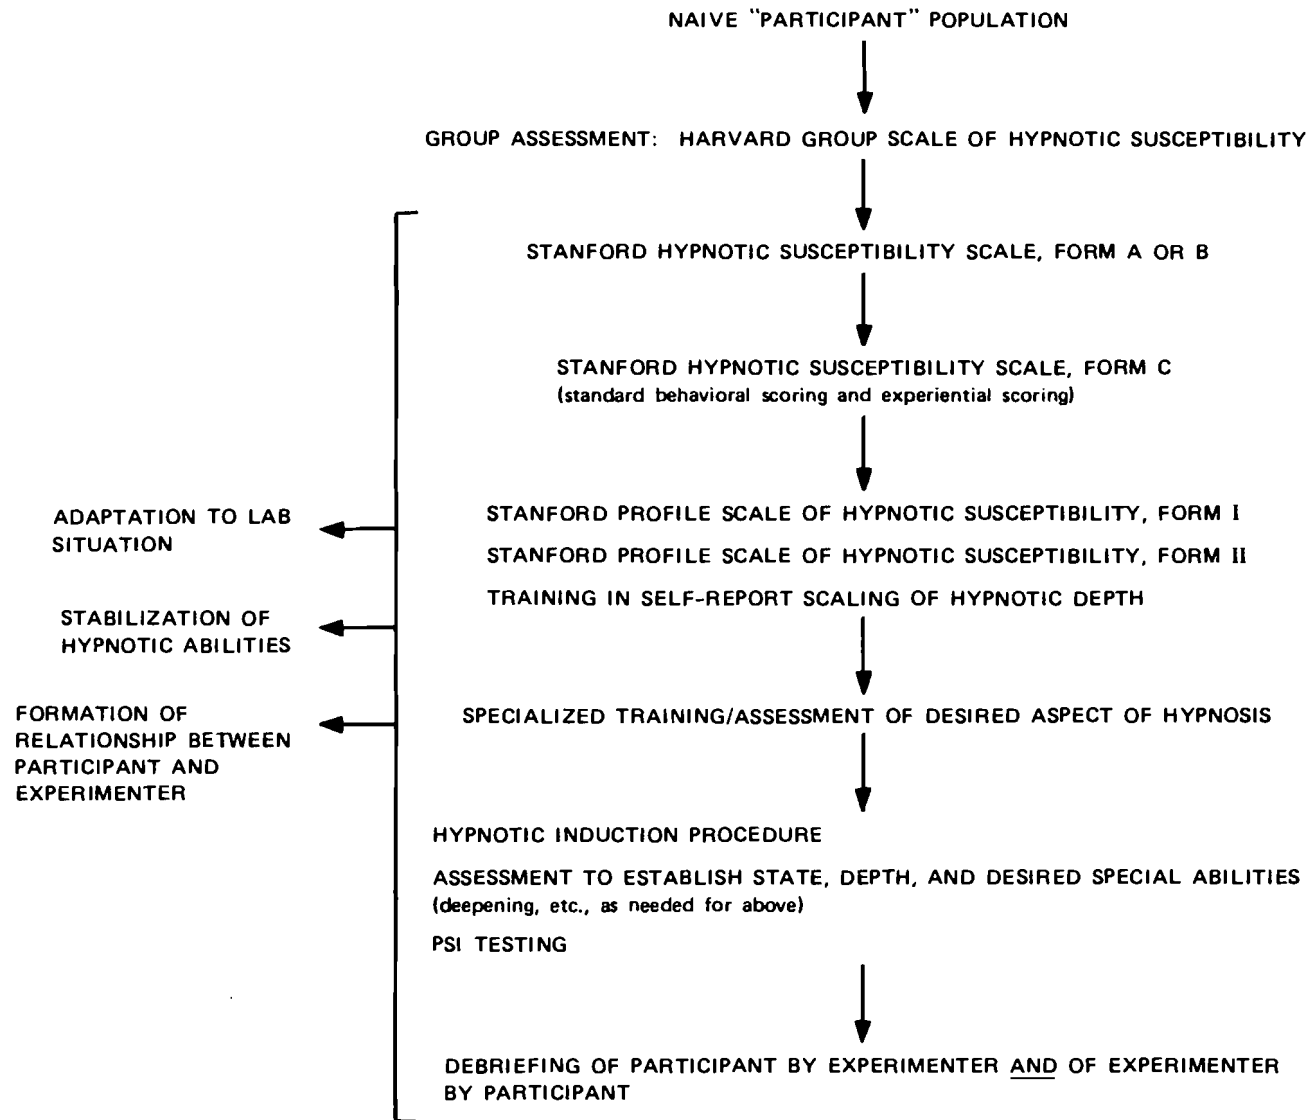 NAIVE "PARTICIPANT" POPULATION
GROUP ASSESSMENT: HARVARD GROUP SCALE OF HYPNOTIC SUSCEPTIBILITY
STANFORD HYPNOTIC SUSCEPTIBILITY SCALE, FORM A OR B
STANFORD HYPNOTIC SUSCEPTIBILITY SCALE, FORM C
(standard behavioral scoring and experiential scoring)
STANFORD PROFILE SCALE OF HYPNOTIC SUSCEPTIBILITY, FORM I
STANFORD PROFILE SCALE OF HYPNOTIC SUSCEPTIBILITY, FORM II
TRAINING IN SELF-REPORT SCALING OF HYPNOTIC DEPTH
ADAPTATION TO LAB
SITUATION
STABILIZATION OF
HYPNOTIC ABILITIES
FORMATION OF
RELATIONSHIP BETWEEN
PARTICIPANT AND
EXPERIMENTER
SPECIALIZED TRAINING/ASSESSMENT OF DESIRED ASPECT OF HYPNOSIS
HYPNOTIC INDUCTION PROCEDURE
ASSESSMENT TO ESTABLISH STATE, DEPTH, AND DESIRED SPECIAL ABILITIES
(deepening, etc., as needed for above)
PSI TESTING
DEBRIEFING OF PARTICIPANT BY EXPERIMENTER AND OF EXPERIMENTER
BY PARTICIPANT